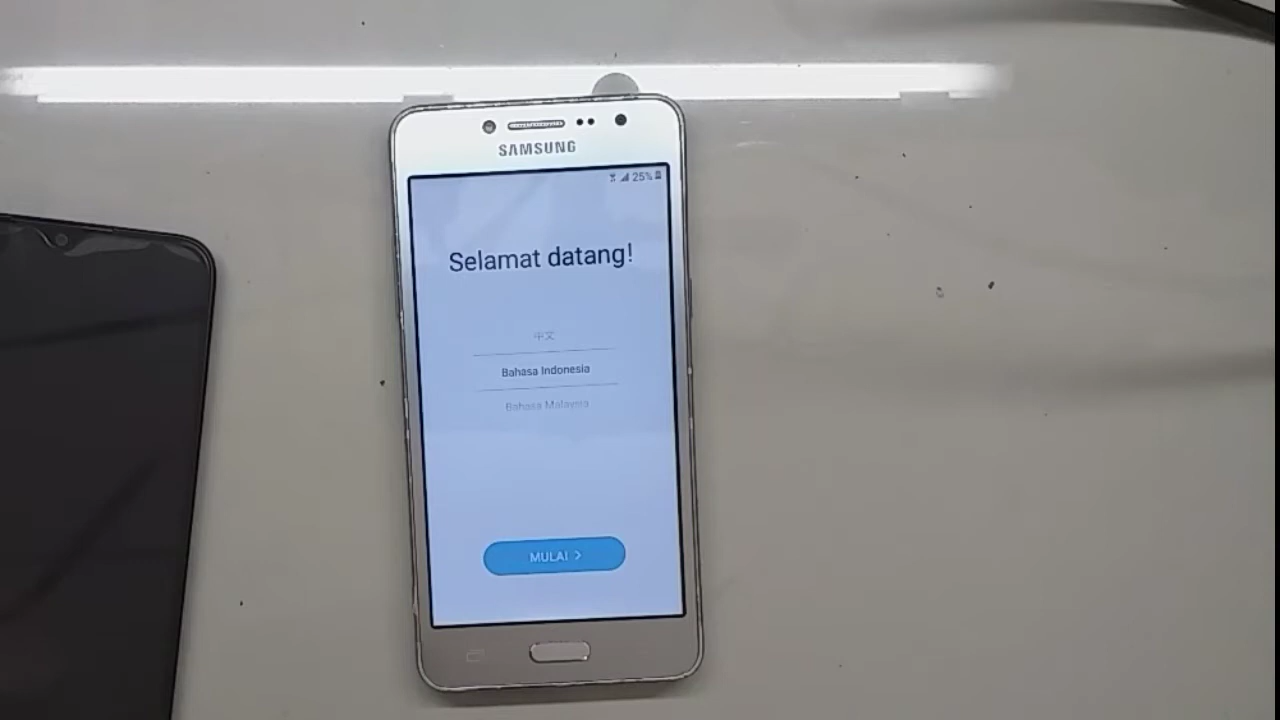 SAMSUNG
25%
Selamat datang!
中文
Bahasa Indonesia
Bahasa Malaysia
MULAI >